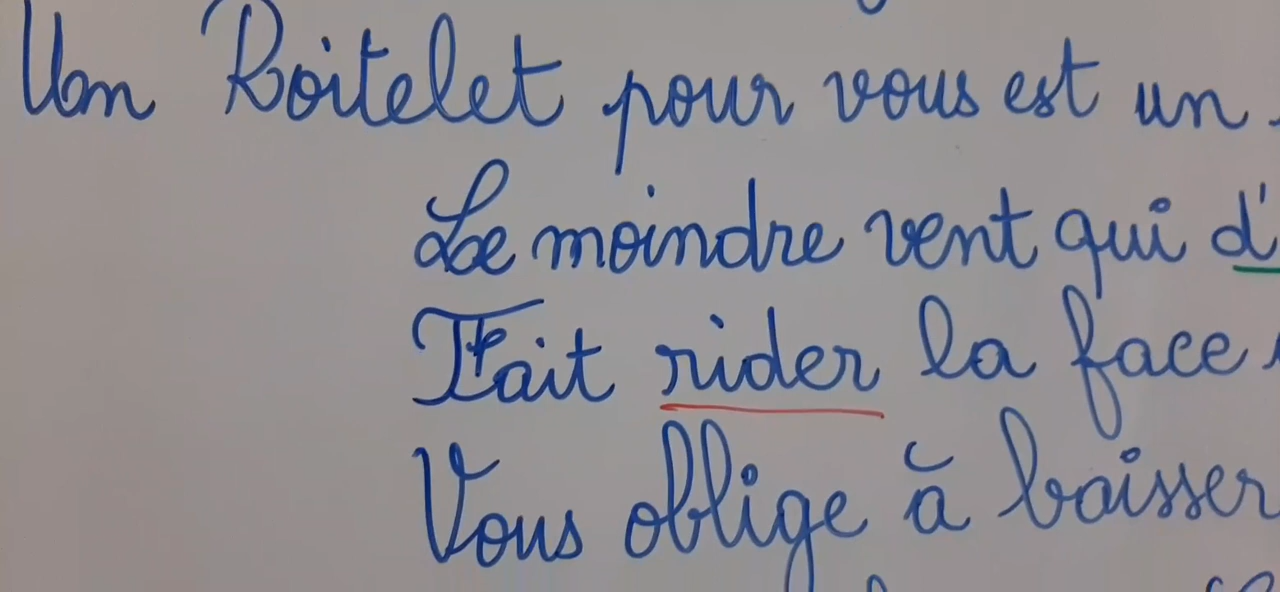 Un Roitelet pour vous est un
Le moindre vent qui d'
Fait rider la face
Vous oblige à baisser